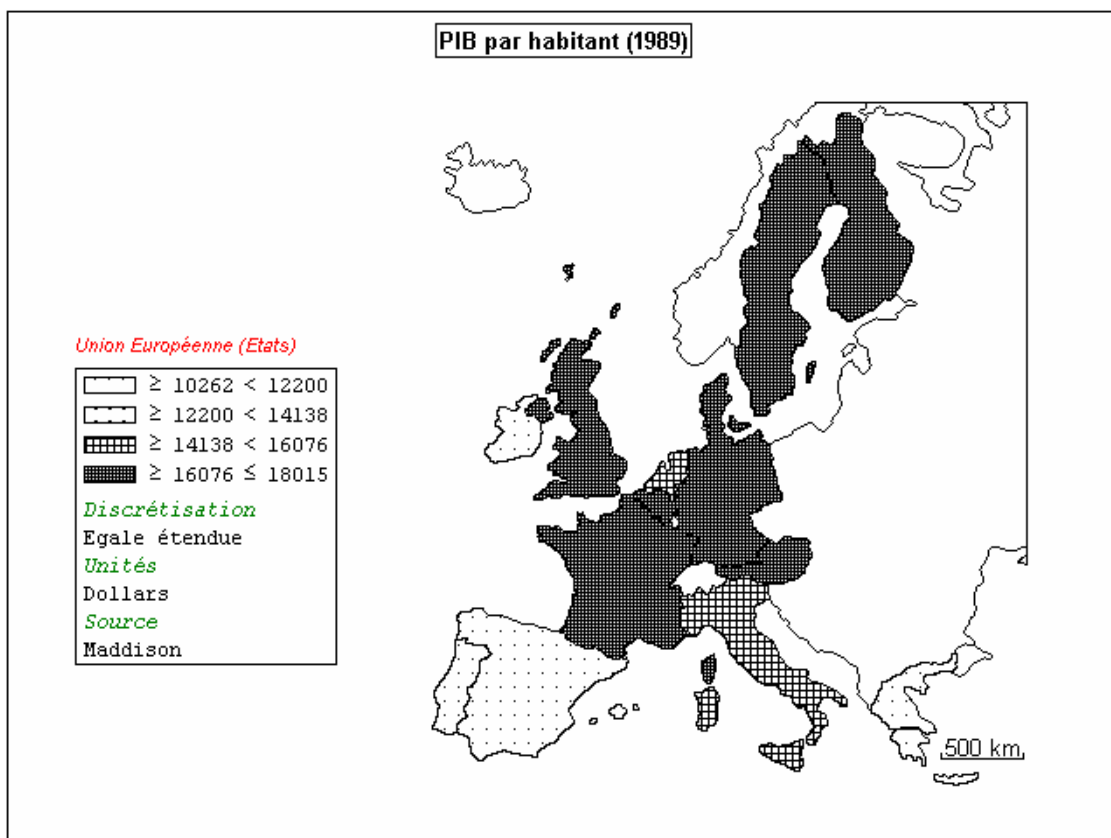 PIB par habitant (1989)
Union Européenne (Etats)
≥ 10262 < 12200
≥ 12200 < 14138
≥ 14138 < 16076
≥ 16076 ≤ 18015
Discrétisation
Egale étendue
Unités
Dollars
Source
Maddison
500 km